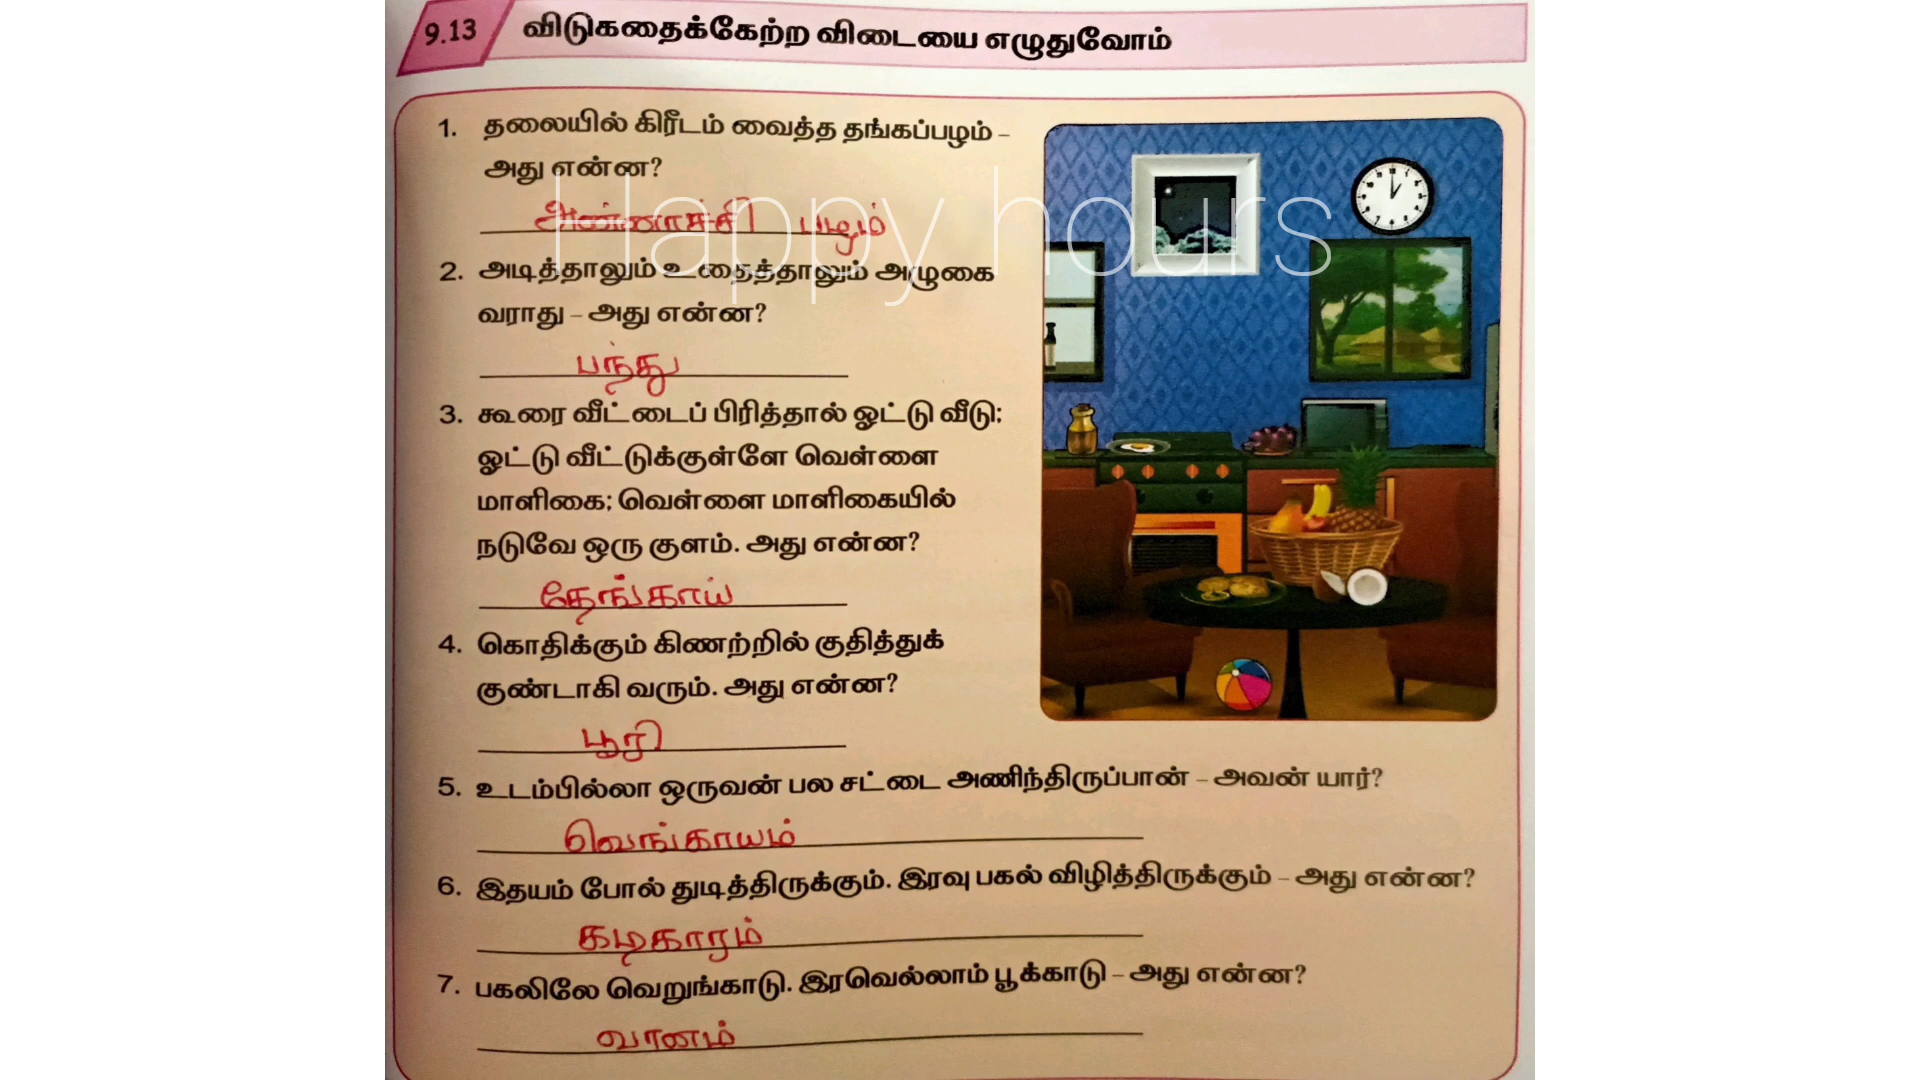 9.13 விடுகதைக்கேற்ற விடையை எழுதுவோம்
1. தலையில் கிரீடம் வைத்த தங்கப்பழம் –
அது என்ன?
அன்னாச்சி பழம்
Happy hours
2. அடித்தாலும் உதைத்தாலும் அழுகை
வராது – அது என்ன?
பந்து
3. கூரை வீட்டைப் பிரித்தால் ஓட்டு வீடு;
ஓட்டு வீட்டுக்குள்ளே வெள்ளை
மாளிகை; வெள்ளை மாளிகையில்
நடுவே ஒரு குளம். அது என்ன?
தேங்காய்
4. கொதிக்கும் கிணற்றில் குதித்துக்
குண்டாகி வரும். அது என்ன?
பூரி
5. உடம்பில்லா ஒருவன் பல சட்டை அணிந்திருப்பான் – அவன் யார்?
வெங்காயம்
6. இதயம் போல் துடித்திருக்கும். இரவு பகல் விழித்திருக்கும் – அது என்ன?
கடிகாரம்
7. பகலிலே வெறுங்காடு. இரவெல்லாம் பூக்காடு – அது என்ன?
வானம்